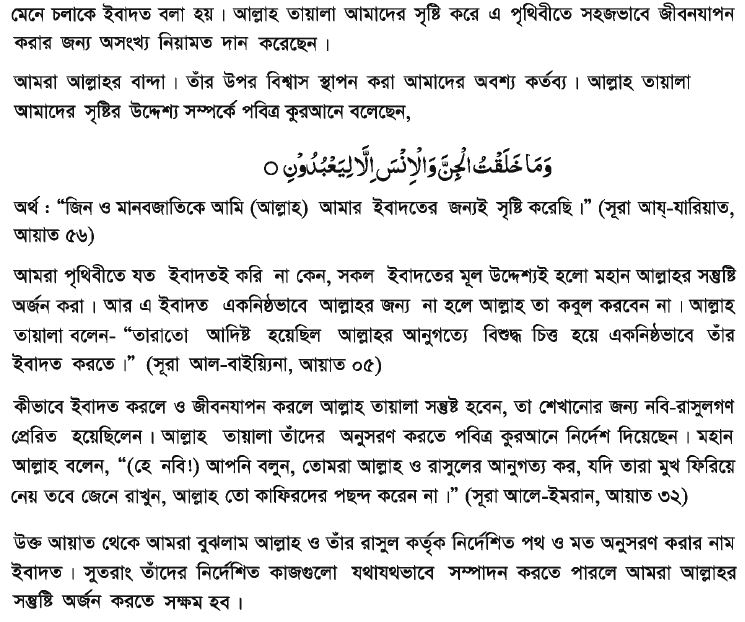 মেনে চলাকে ইবাদত বলা হয়। আল্লাহ তায়ালা আমাদের সৃষ্টি করে এ পৃথিবীতে সহজভাবে জীবনযাপন
করার জন্য অসংখ্য নিয়ামত দান করেছেন।
আমরা আল্লাহর বান্দা। তাঁর উপর বিশ্বাস স্থাপন করা আমাদের অবশ্য কর্তব্য। আল্লাহ তায়ালা
আমাদের সৃষ্টির উদ্দেশ্য সম্পর্কে পবিত্র কুরআনে বলেছেন,
وَمَا خَلَقْتُ الْجِنَّ وَالْإِنْسَ اِلَّا لِيَعْبُدُوْنِ ○
অর্থ : “জিন ও মানবজাতিকে আমি (আল্লাহ) আমার ইবাদতের জন্যই সৃষ্টি করেছি।” (সূরা আয্-যারিয়াত,
আয়াত ৫৬)
আমরা পৃথিবীতে যত ইবাদতই করি না কেন, সকল ইবাদতের মূল উদ্দেশ্যই হলো মহান আল্লাহর সন্তুষ্টি
অর্জন করা। আর এ ইবাদত একনিষ্ঠভাবে আল্লাহর জন্য না হলে আল্লাহ তা কবুল করবেন না। আল্লাহ
তায়ালা বলেন- “তারাতো আদিষ্ট হয়েছিল আল্লাহর আনুগত্যে বিশুদ্ধ চিত্ত হয়ে একনিষ্ঠভাবে তাঁর
ইবাদত করতে।” (সূরা আল-বাইয়্যিনা, আয়াত ০৫)
কীভাবে ইবাদত করলে ও জীবনযাপন করলে আল্লাহ তায়ালা সন্তুষ্ট হবেন, তা শেখানোর জন্য নবি-রাসুলগণ
প্রেরিত হয়েছিলেন। আল্লাহ তায়ালা তাঁদের অনুসরণ করতে পবিত্র কুরআনে নির্দেশ দিয়েছেন। মহান
আল্লাহ বলেন, “(হে নবি!) আপনি বলুন, তোমরা আল্লাহ ও রাসুলের আনুগত্য কর, যদি তারা মুখ ফিরিয়ে
নেয় তবে জেনে রাখুন, আল্লাহ তো কাফিরদের পছন্দ করেন না।” (সূরা আলে-ইমরান, আয়াত ৩২)
উক্ত আয়াত থেকে আমরা বুঝলাম আল্লাহ ও তাঁর রাসুল কর্তৃক নির্দেশিত পথ ও মত অনুসরণ করার নাম
ইবাদত। সুতরাং তাঁদের নির্দেশিত কাজগুলো যথাযথভাবে সম্পাদন করতে পারলে আমরা আল্লাহর
সন্তুষ্টি অর্জন করতে সক্ষম হব।